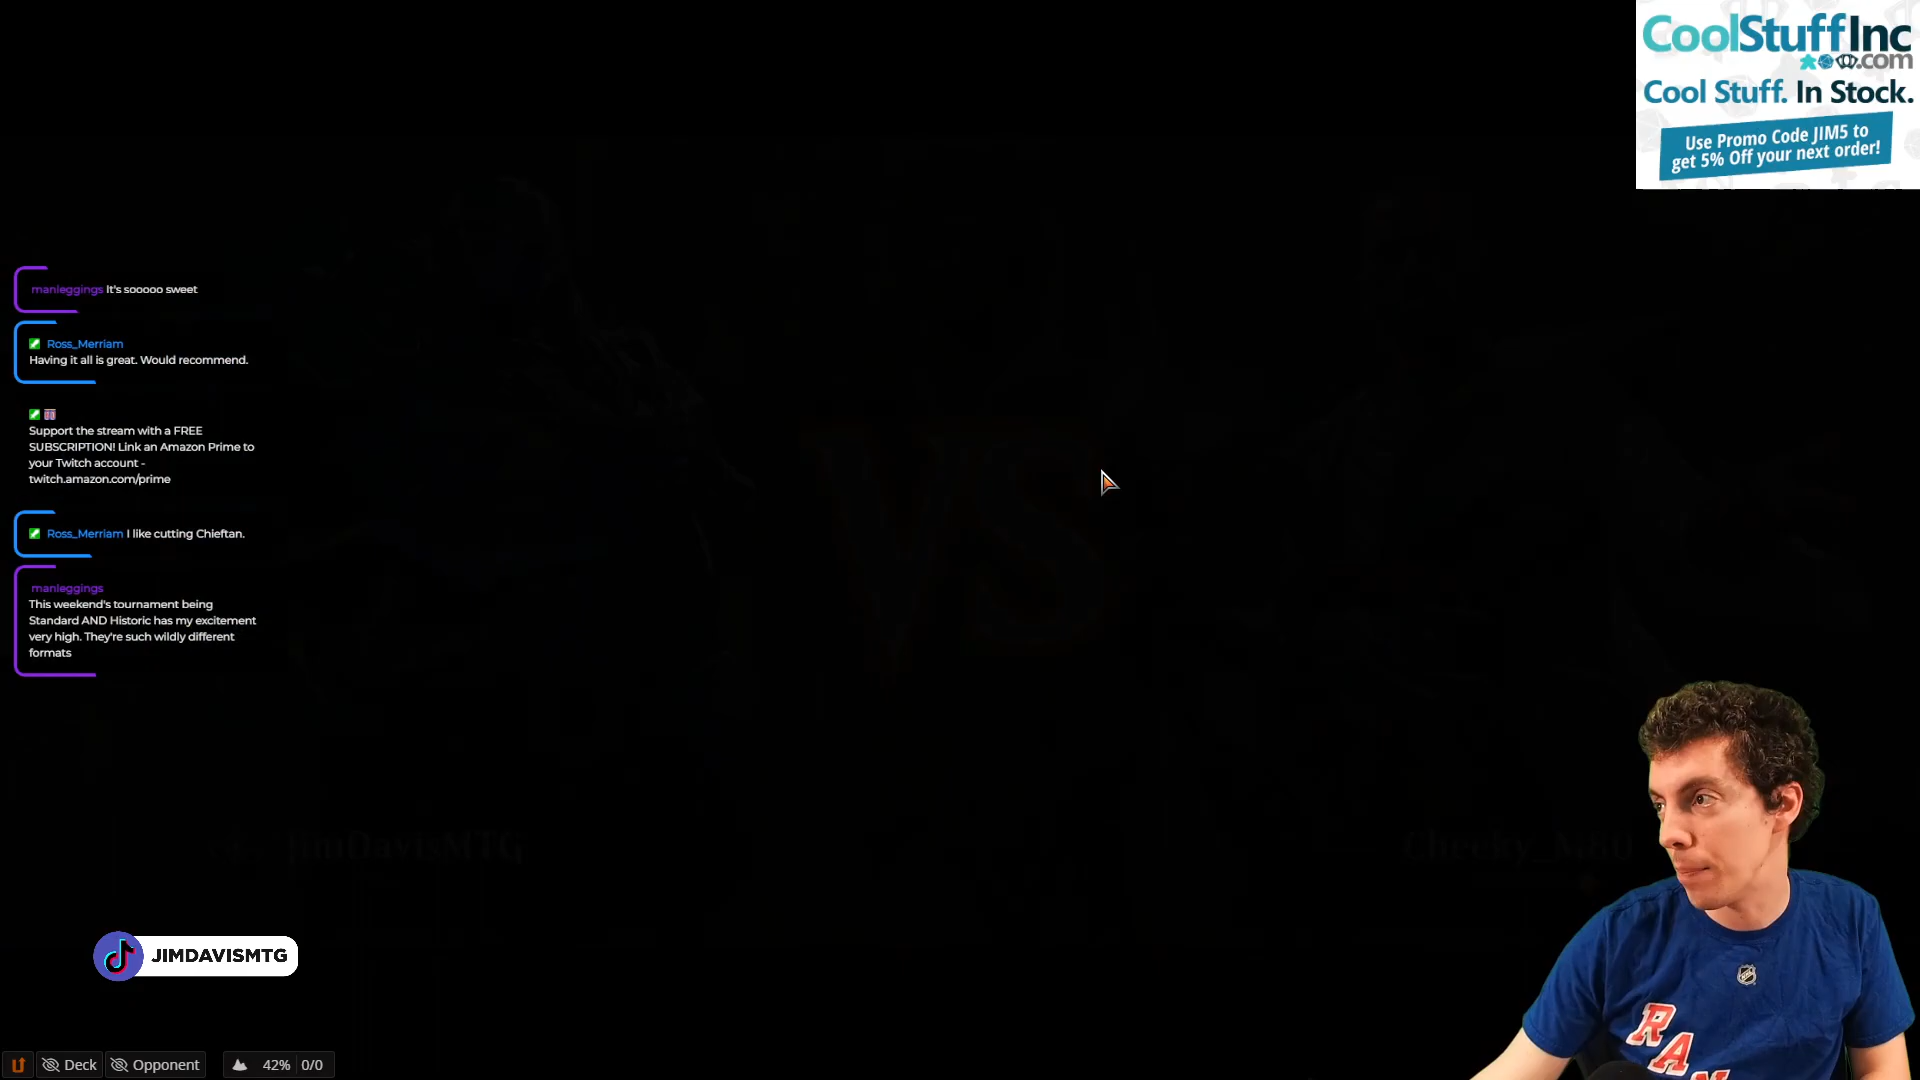 CoolStuffInc
.com
Cool Stuff. In Stock.
Use Promo Code JIM5 to
get 5% Off your next order!
manleggings It's sooooo sweet
Ross_Merriam
Having it all is great. Would recommend.
Support the stream with a FREE
SUBSCRIPTION! Link an Amazon Prime to
your Twitch account -
twitch.amazon.com/prime
Ross_Merriam I like cutting Chieftan.
manleggings
This weekend's tournament being
Standard AND Historic has my excitement
very high. They're such wildly different
formats
VS
JimDavisMTG
Cheeky_M80
JIMDAVISMTG
RAN
Deck
Opponent
42% 0/0